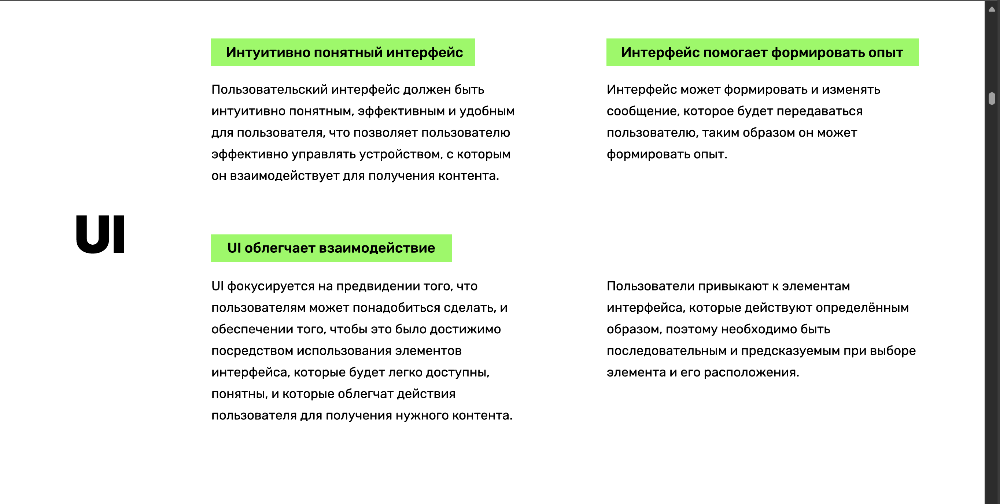 Интуитивно понятный интерфейс
Пользовательский интерфейс должен быть
интуитивно понятным, эффективным и удобным
для пользователя, что позволяет пользователю
эффективно управлять устройством, с которым
он взаимодействует для получения контента.
Интерфейс помогает формировать опыт
Интерфейс может формировать и изменять
сообщение, которое будет передаваться
пользователю, таким образом он может
формировать опыт.
UI
UI облегчает взаимодействие
UI фокусируется на предвидении того, что
пользователям может понадобиться сделать, и
обеспечении того, чтобы это было достижимо
посредством использования элементов
интерфейса, которые будет легко доступны,
понятны, и которые облегчат действия
пользователя для получения нужного контента.
Пользователи привыкают к элементам
интерфейса, которые действуют определённым
образом, поэтому необходимо быть
последовательным и предсказуемым при выборе
элемента и его расположения.